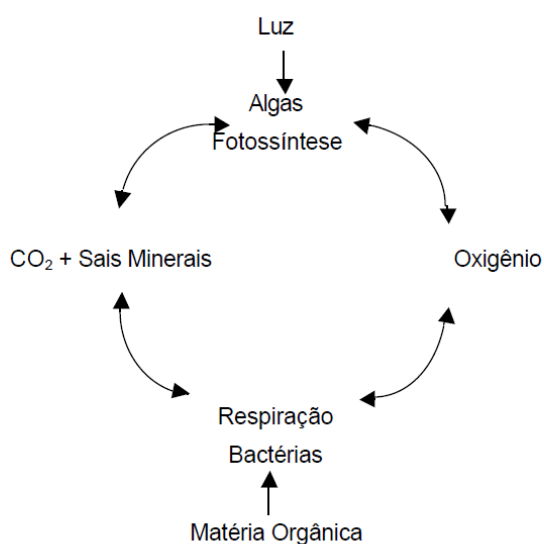 Luz
Algas
Fotossíntese
CO₂ + Sais Minerais
Oxigênio
Respiração
Bactérias
Matéria Orgânica